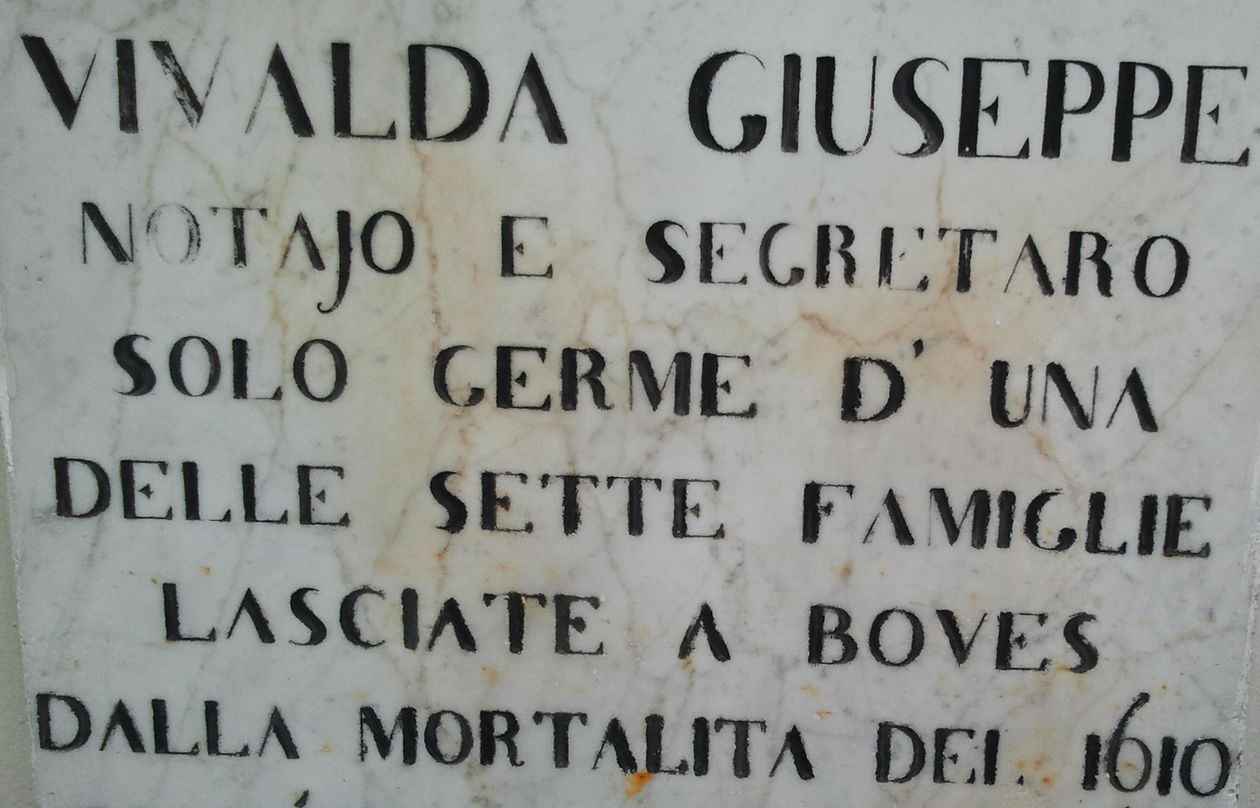 VIVALDA GIUSEPPE
NOTAJO E SEGRETARO
SOLO GERME D'UNA
DELLE SETTE FAMIGLIE
LASCIATE A BOVES
DALLA MORTALITA DEL 1610